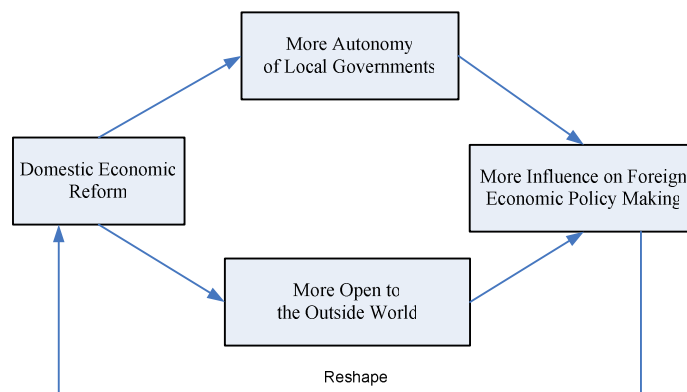 More Autonomy
of Local Governments
Domestic Economic
Reform
More Influence on Foreign
Economic Policy Making
More Open to
the Outside World
Reshape